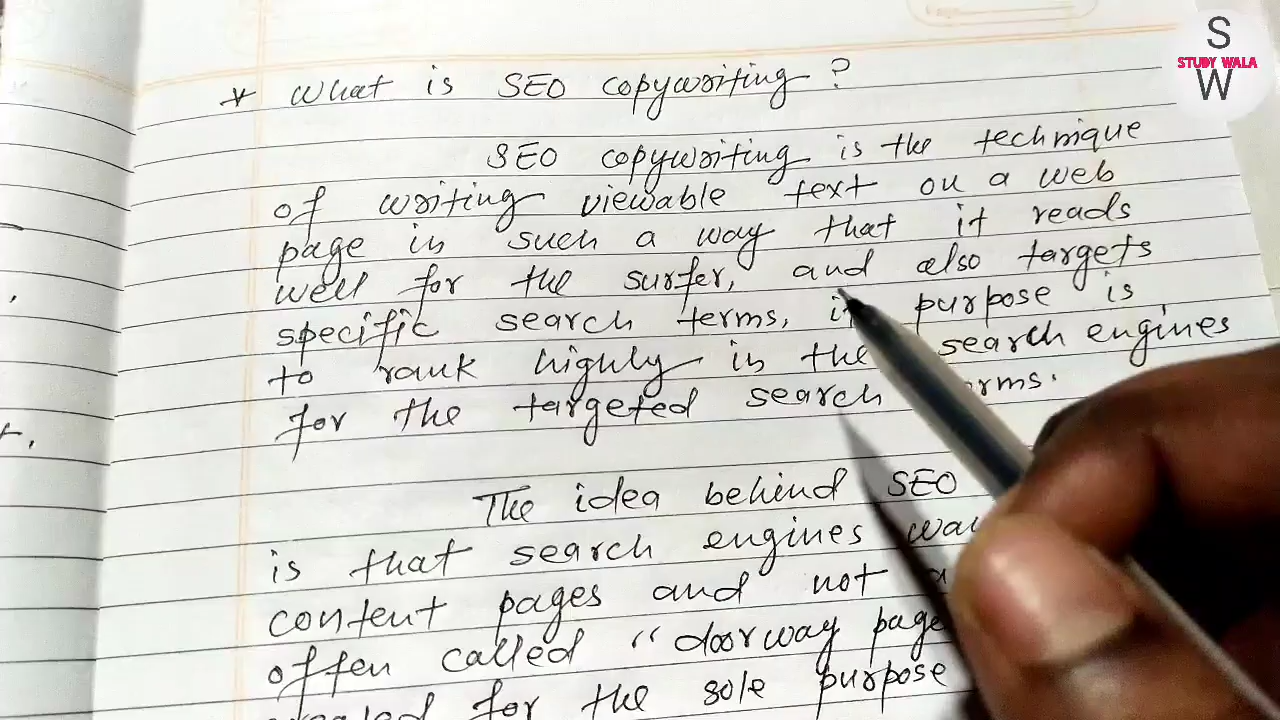 S
STUDY WALA
W
* What is SEO copywriting ?
SEO copywriting is the technique
of writing viewable text on a web
page in such a way that it reads
well for the surfer, and also targets
specific search terms, it purpose is
to rank highly in the search engines
for the targeted search
The idea behind SEO
is that search engines
content pages and not
often called "doorway
for the sole purpose